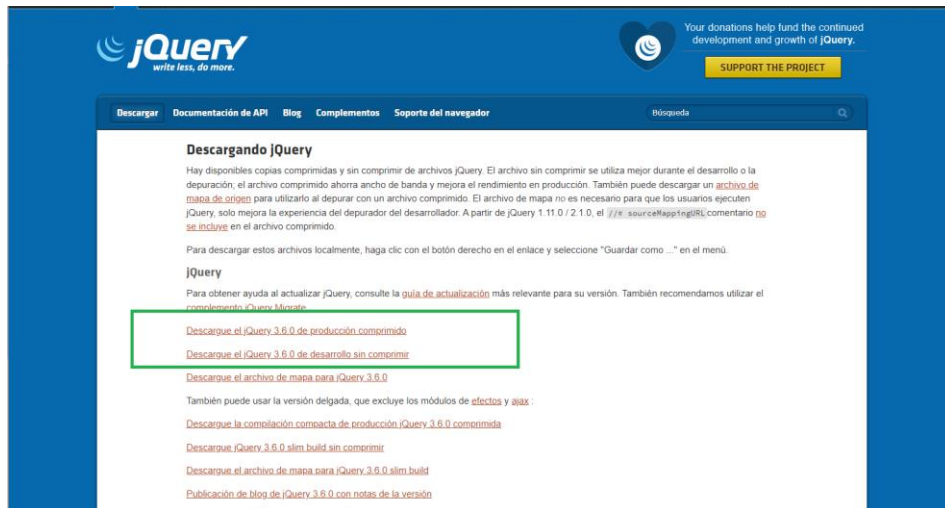 jQuery
write less, do more.
Your donations help fund the continued
development and growth of jQuery.
SUPPORT THE PROJECT
Descargar Documentación de API Blog Complementos Soporte del navegador Búsqueda
Descargando jQuery
Hay disponibles copias comprimidas y sin comprimir de archivos jQuery. El archivo sin comprimir se utiliza mejor durante el desarrollo o la
depuración; el archivo comprimido ahorra ancho de banda y mejora el rendimiento en producción. También puede descargar un archivo de
mapa de origen para utilizarlo al depurar con un archivo comprimido. El archivo de mapa no es necesario para que los usuarios ejecuten
jQuery, solo mejora la experiencia del depurador del desarrollador. A partir de jQuery 1.11.0 / 2.1.0, el //# sourceMappingURL comentario no
se incluye en el archivo comprimido.
Para descargar estos archivos localmente, haga clic con el botón derecho en el enlace y seleccione "Guardar como ..." en el menú.
jQuery
Para obtener ayuda al actualizar jQuery, consulte la guía de actualización más relevante para su versión. También recomendamos utilizar el
complemento jQuery Migrate.
Descargue el jQuery 3.6.0 de producción comprimido
Descargue el jQuery 3.6.0 de desarrollo sin comprimir
Descargue el archivo de mapa para jQuery 3.6.0
También puede usar la versión delgada, que excluye los módulos de efectos y ajax :
Descargue la compilación compacta de producción jQuery 3.6.0 comprimida
Descargue jQuery 3.6.0 slim build sin comprimir
Descargue el archivo de mapa para jQuery 3.6.0 slim build
Publicación de blog de jQuery 3.6.0 con notas de la versión